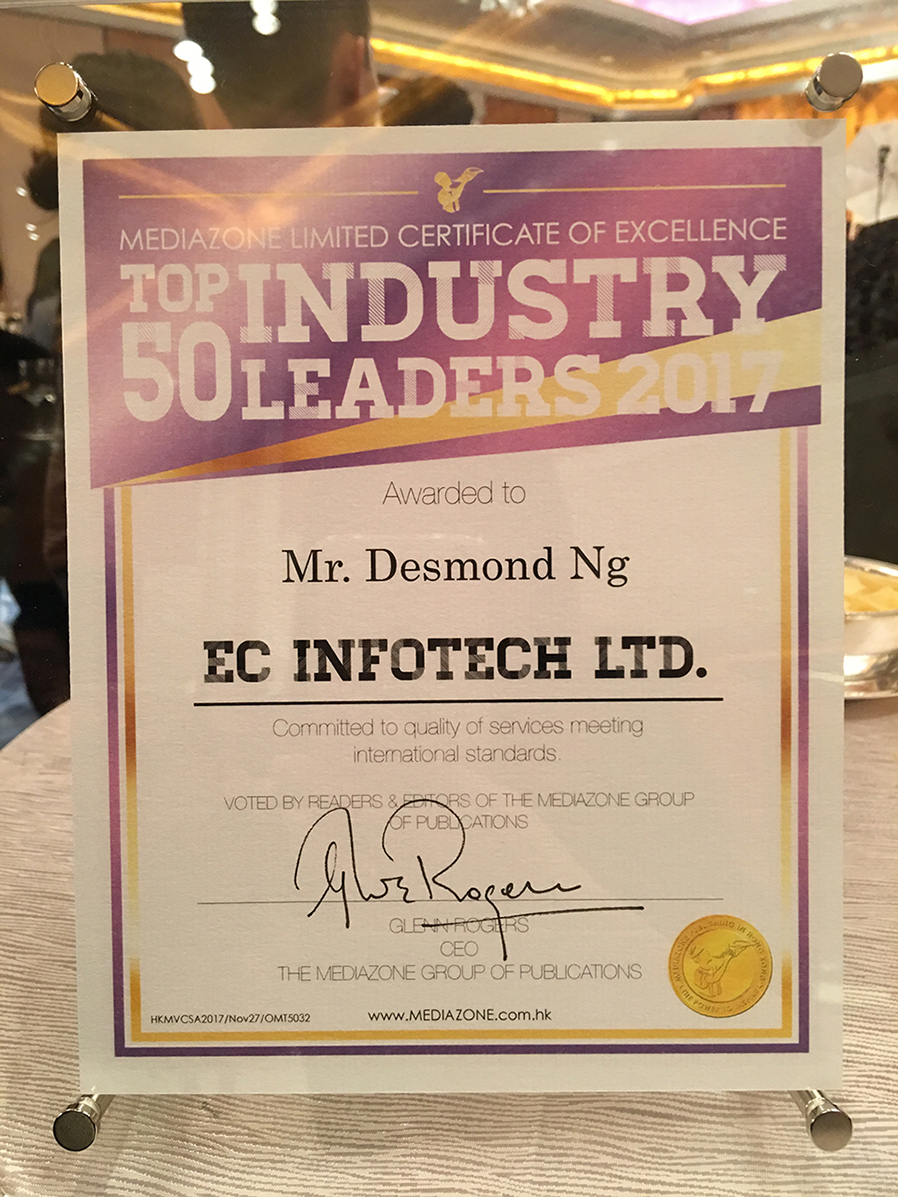 MEDIAZONE LIMITED CERTIFICATE OF EXCELLENCE
TOP 50 INDUSTRY
LEADERS 2017
Awarded to
Mr. Desmond Ng
EC INFOTECH LTD.
Committed to quality of services meeting
international standards.
VOTED BY READERS & EDITORS OF THE MEDIAZONE GROUP
OF PUBLICATIONS
GLENN ROGERS
CEO
THE MEDIAZONE GROUP OF PUBLICATIONS
HKMVCSA2017/Nov27/OMT5032
www.MEDIAZONE.com.hk